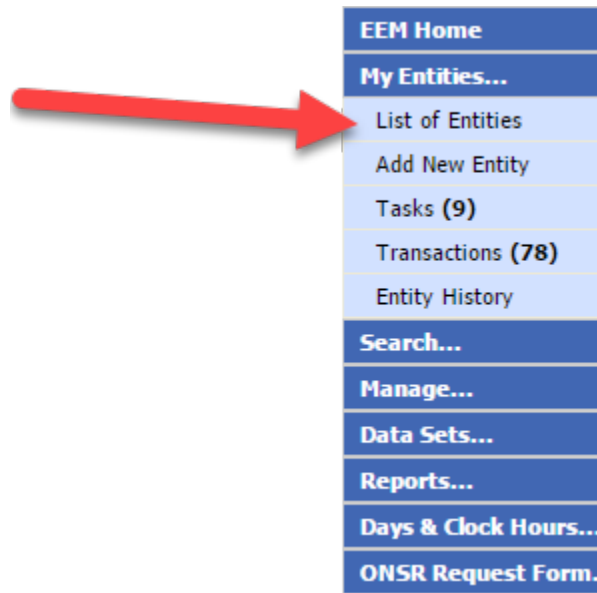 EEM Home
My Entities...
List of Entities
Add New Entity
Tasks (9)
Transactions (78)
Entity History
Search...
Manage...
Data Sets...
Reports...
Days & Clock Hours...
ONSR Request Form.